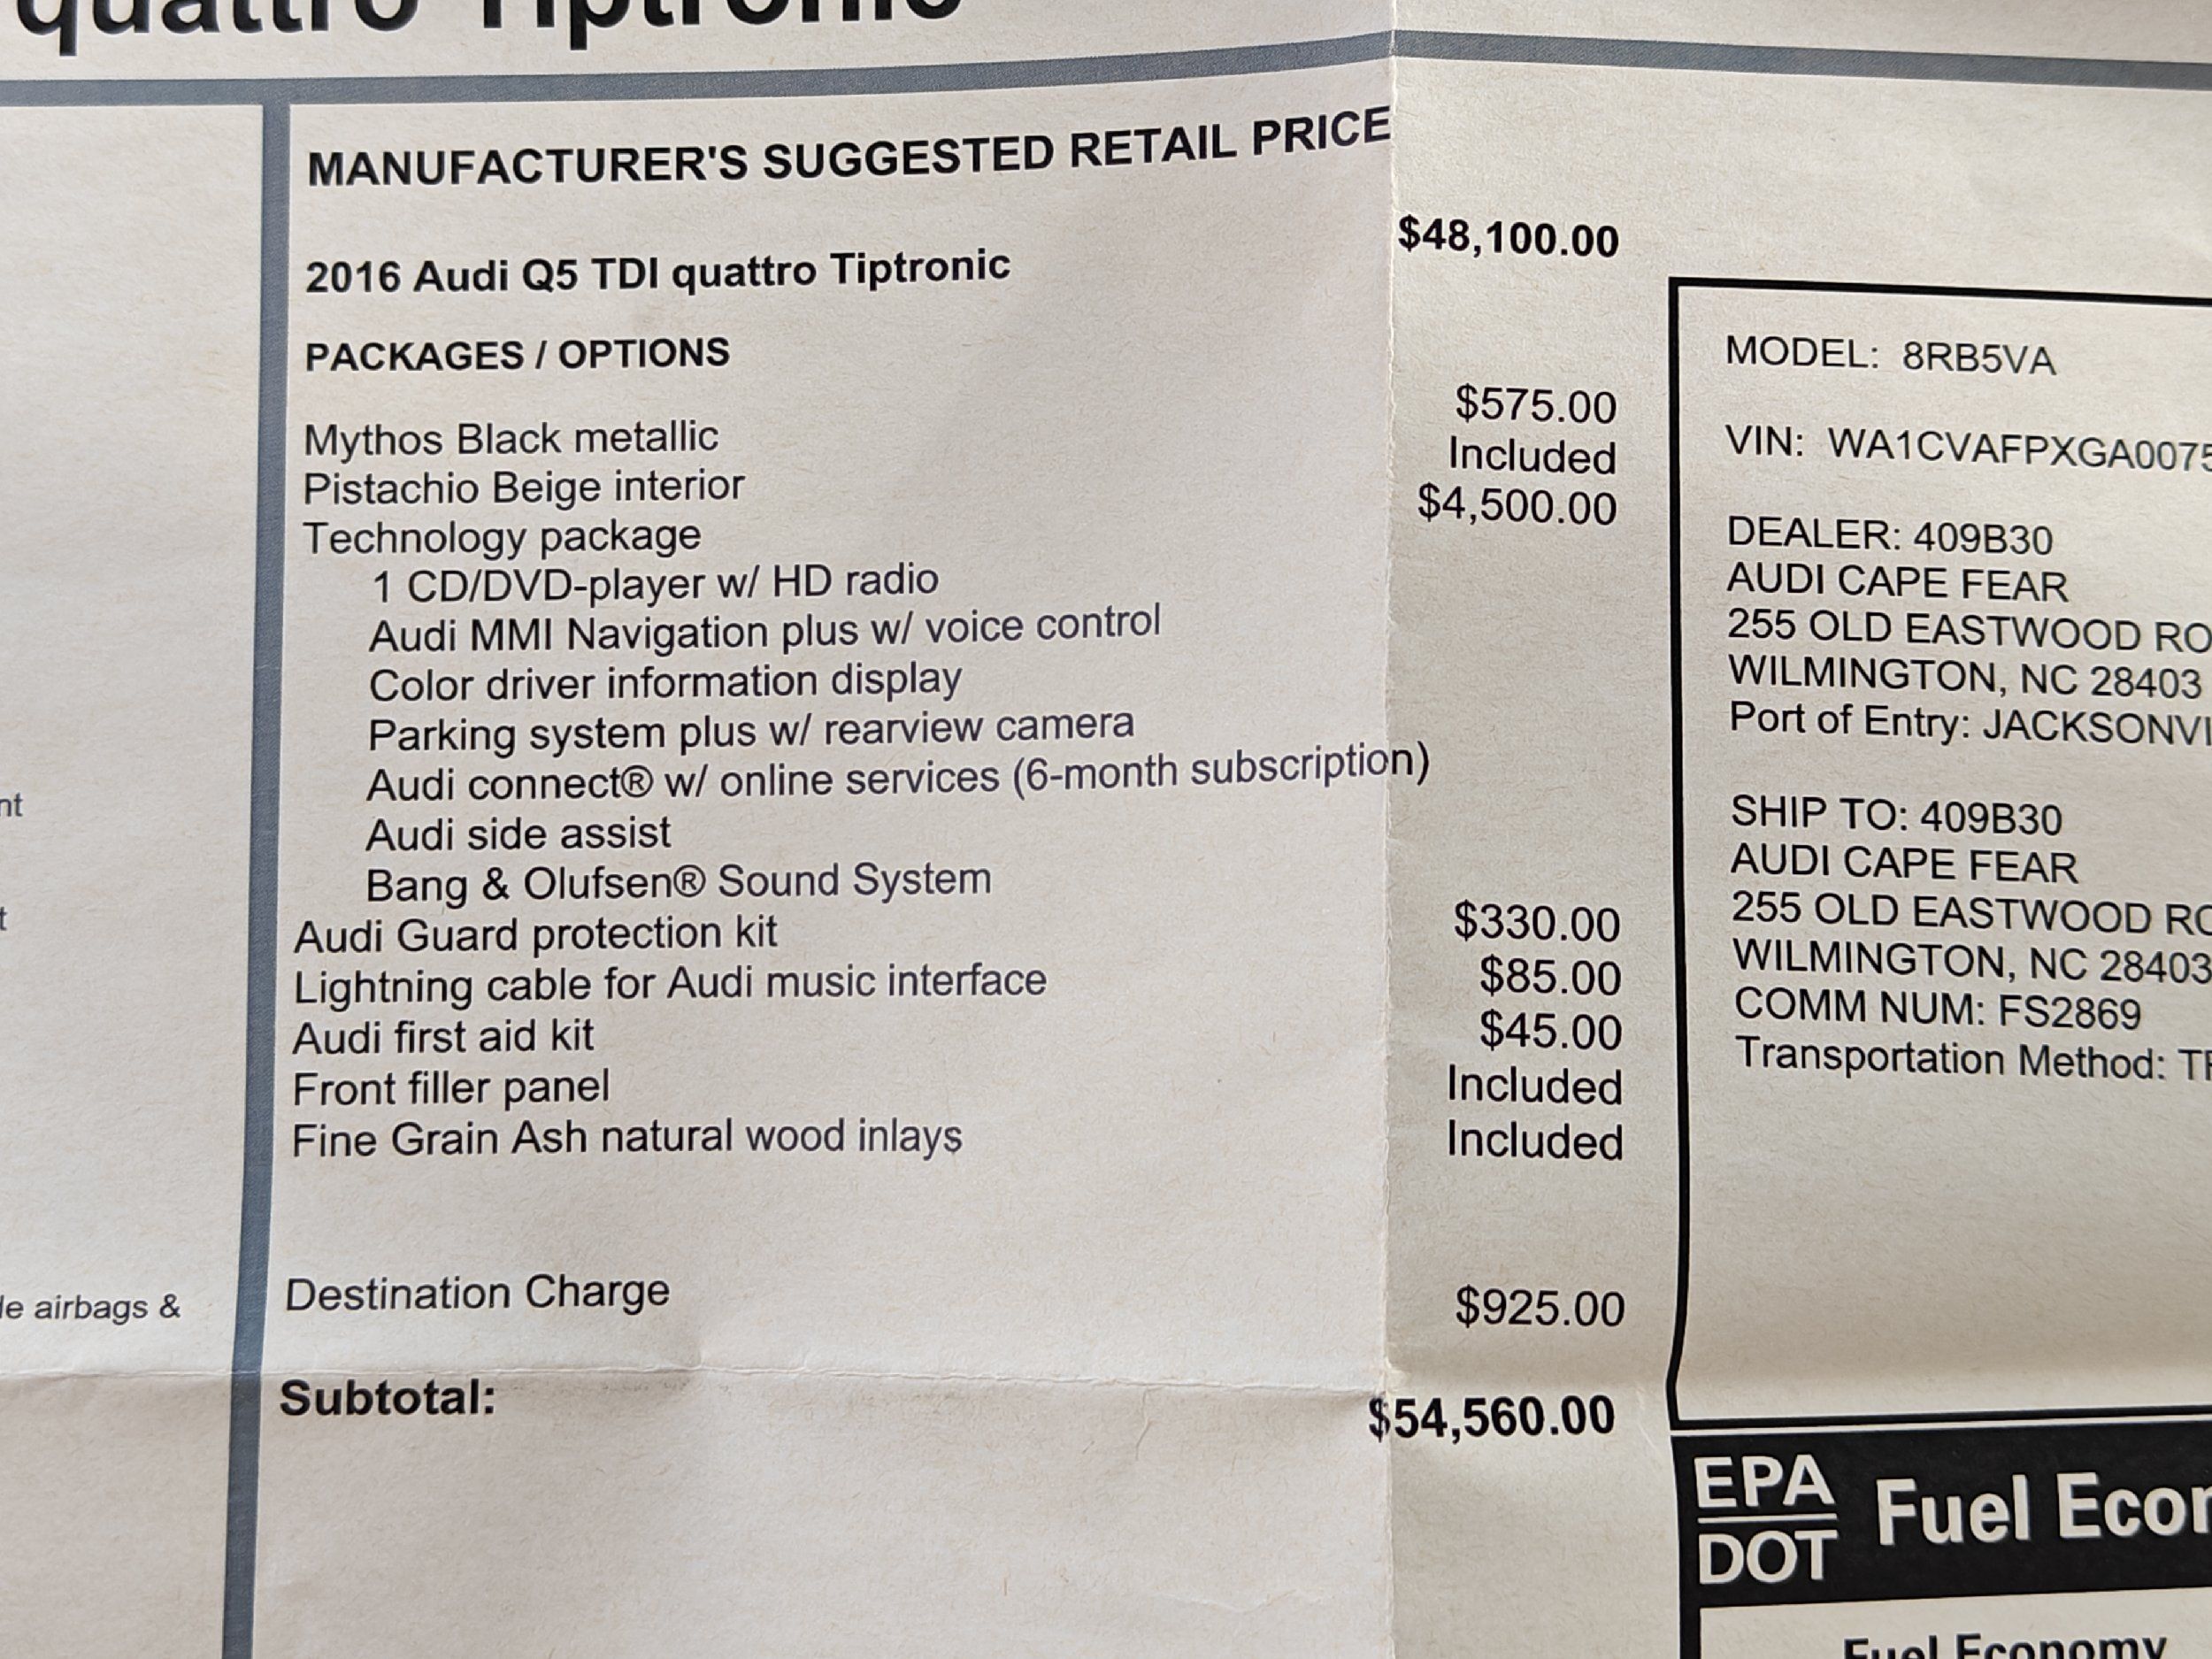 quattro Tiptronic
MANUFACTURER'S SUGGESTED RETAIL PRICE
2016 Audi Q5 TDI quattro Tiptronic $48,100.00
PACKAGES / OPTIONS
Mythos Black metallic $575.00
Pistachio Beige interior Included
Technology package $4,500.00
1 CD/DVD-player w/ HD radio
Audi MMI Navigation plus w/ voice control
Color driver information display
Parking system plus w/ rearview camera
Audi connect® w/ online services (6-month subscription)
Audi side assist
Bang & Olufsen® Sound System
Audi Guard protection kit $330.00
Lightning cable for Audi music interface $85.00
Audi first aid kit $45.00
Front filler panel Included
Fine Grain Ash natural wood inlays Included
Destination Charge $925.00
Subtotal: $54,560.00
airbags &
MODEL: 8RB5VA
VIN: WA1CVAFPXGA0075
DEALER: 409B30
AUDI CAPE FEAR
255 OLD EASTWOOD RO
WILMINGTON, NC 28403
Port of Entry: JACKSONVI
SHIP TO: 409B30
AUDI CAPE FEAR
255 OLD EASTWOOD RO
WILMINGTON, NC 28403
COMM NUM: FS2869
Transportation Method:
EPA
DOT
Fuel Econ
Fuel Economy